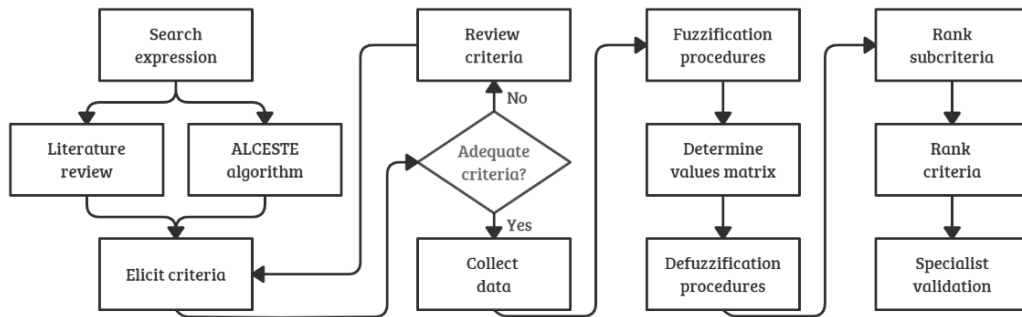 Search
expression
Literature
review
ALCESTE
algorithm
Elicit criteria
Review
criteria
No
Adequate
criteria?
Yes
Collect
data
Fuzzification
procedures
Determine
values matrix
Defuzzification
procedures
Rank
subcriteria
Rank
criteria
Specialist
validation